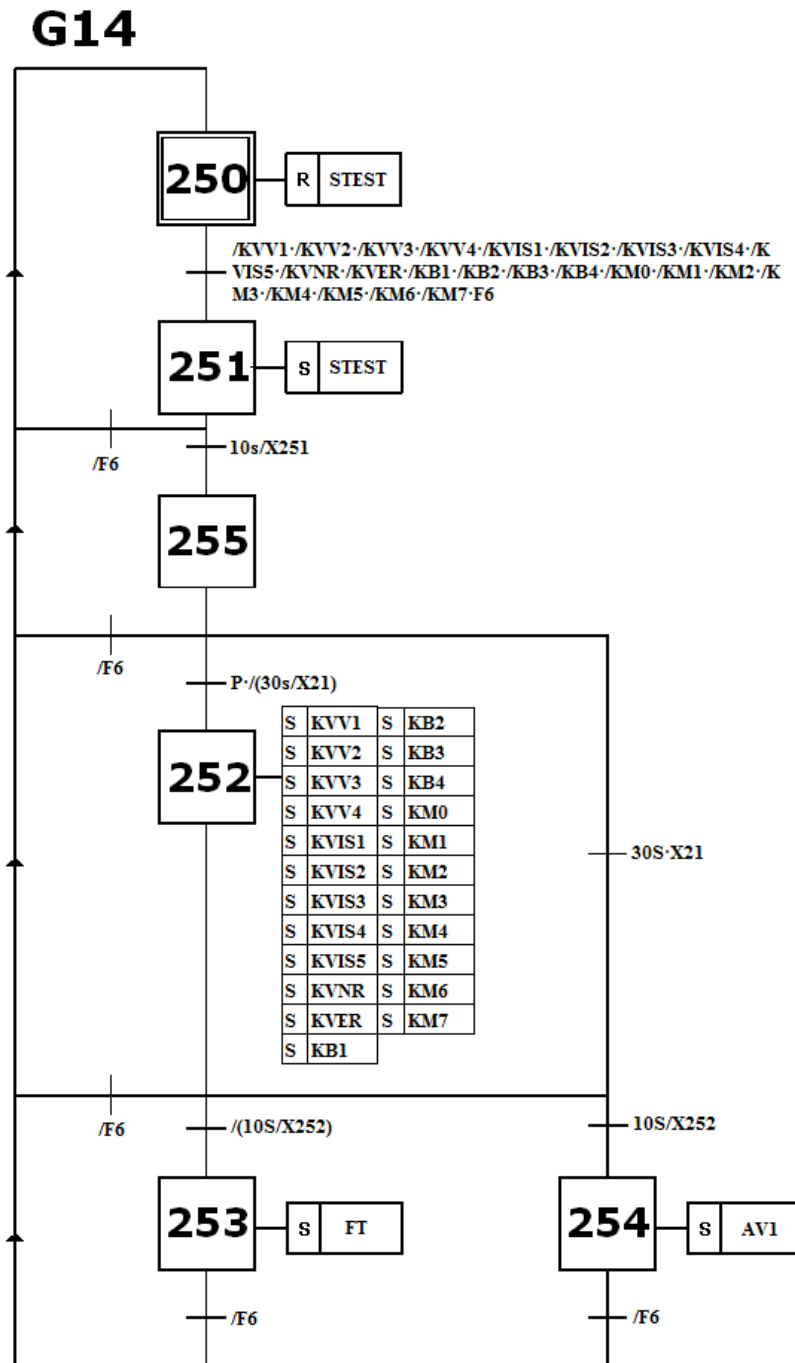 G14
250
R STEST
/KVV1·/KVV2·/KVV3·/KVV4·/KVIS1·/KVIS2·/KVIS3·/KVIS4·/K
VIS5·/KVNR·/KVER·/KB1·/KB2·/KB3·/KB4·/KM0·/KM1·/KM2·/K
M3·/KM4·/KM5·/KM6·/KM7·F6
251
S STEST
/F6
10s/X251
255
/F6
P·/(30s/X21)
252
S KVV1 S KB2
S KVV2 S KB3
S KVV3 S KB4
S KVV4 S KM0
S KVIS1 S KM1
S KVIS2 S KM2
S KVIS3 S KM3
S KVIS4 S KM4
S KVIS5 S KM5
S KVNR S KM6
S KVER S KM7
S KB1
30S·X21
/F6
/(10S/X252)
10S/X252
253
S FT
254
S AV1
/F6
/F6